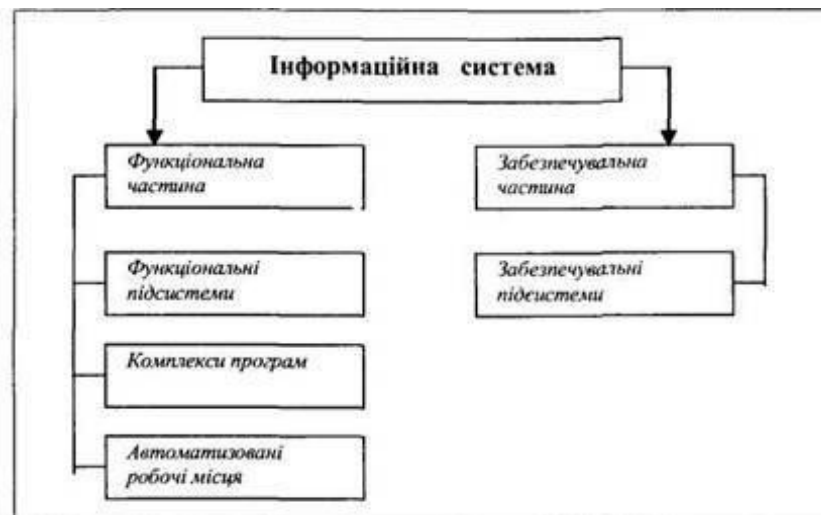 Інформаційна система
Функціональна
частина
Забезпечувальна
частина
Функціональні
підсистеми
Забезпечувальні
підсистеми
Комплекси програм
Автоматизовані
робочі місця